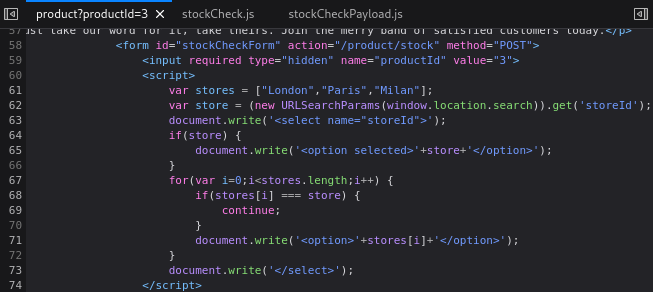 product?productId=3 × stockCheck.js stockCheckPayload.js
57 ust take our word for it, take theirs. Join the merry band of satisfied customers today.</p>
58 <form id="stockCheckForm" action="/product/stock" method="POST">
59 <input required type="hidden" name="productId" value="3">
60 <script>
61 var stores = ["London","Paris","Milan"];
62 var store = (new URLSearchParams(window.location.search)).get('storeId');
63 document.write('<select name="storeId">');
64 if(store) {
65 document.write('<option selected>'+store+'</option>');
66 }
67 for(var i=0;i<stores.length;i++) {
68 if(stores[i] === store) {
69 continue;
70 }
71 document.write('<option>'+stores[i]+'</option>');
72 }
73 document.write('</select>');
74 </script>